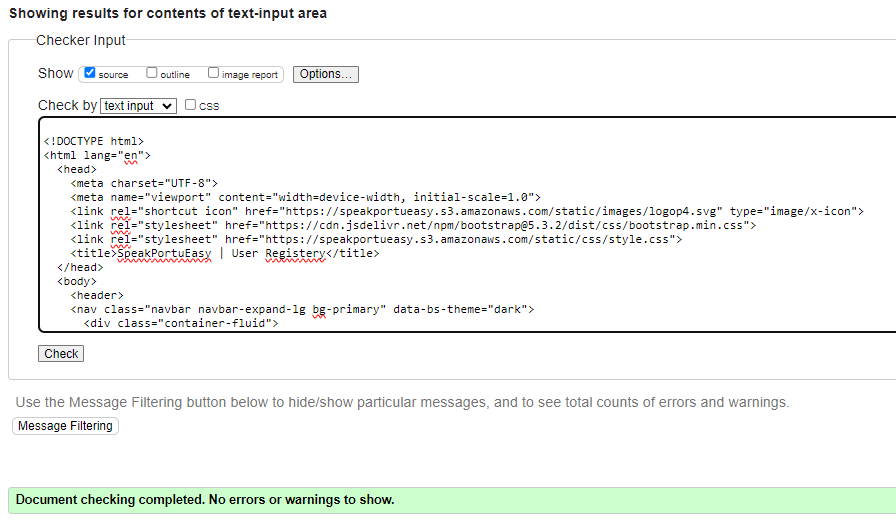 Showing results for contents of text-input area
Checker Input
Show source outline image report Options...
Check by text input css
<!DOCTYPE html>
<html lang="en">
<head>
<meta charset="UTF-8">
<meta name="viewport" content="width=device-width, initial-scale=1.0">
<link rel="shortcut icon" href="https://speakportueasy.s3.amazonaws.com/static/images/logop4.svg" type="image/x-icon">
<link rel="stylesheet" href="https://cdn.jsdelivr.net/npm/bootstrap@5.3.2/dist/css/bootstrap.min.css">
<link rel="stylesheet" href="https://speakportueasy.s3.amazonaws.com/static/css/style.css">
<title>SpeakPortuEasy | User Registery</title>
</head>
<body>
<header>
<nav class="navbar navbar-expand-lg bg-primary" data-bs-theme="dark">
<div class="container-fluid">
Check
Use the Message Filtering button below to hide/show particular messages, and to see total counts of errors and warnings.
Message Filtering
Document checking completed. No errors or warnings to show.